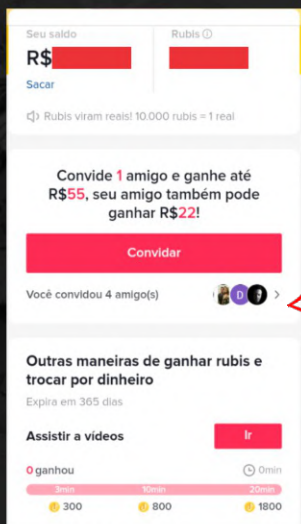 Seu saldo
Rubis
R$
Sacar
Rubis viram reais! 10.000 rubis = 1 real
Convide 1 amigo e ganhe até
R$55, seu amigo também pode
ganhar R$22!
Convidar
Você convidou 4 amigo(s)
D
Outras maneiras de ganhar rubis e
trocar por dinheiro
Expira em 365 dias
Assistir a vídeos
Ir
0 ganhou
0min
3min 10min 20min
300 800 1800